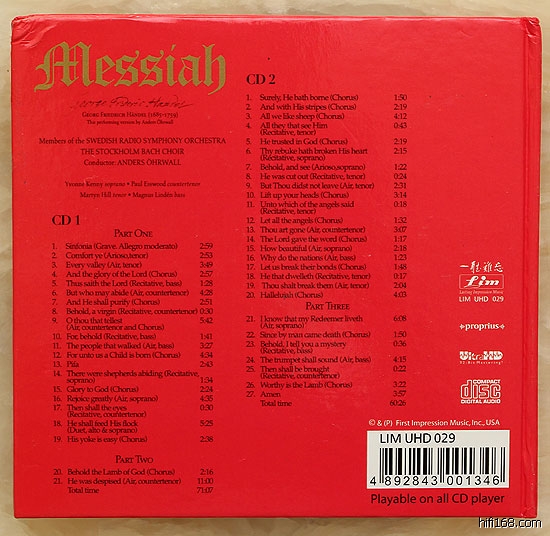 Messiah
George Frideric Handel
GEORG FRIEDRICH HÄNDEL (1685-1759)
This performing version by Anders Öhrwall
Members of the SWEDISH RADIO SYMPHONY ORCHESTRA
THE STOCKHOLM BACH CHOIR
Conductor: ANDERS ÖHRWALL
Yvonne Kenny soprano • Paul Esswood countertenor
Martyn Hill tenor • Magnus Lindén bass
CD 1
PART ONE
1. Sinfonia (Grave. Allegro moderato) 2:59
2. Comfort ye (Arioso,tenor) 2:53
3. Every valley (Air, tenor) 3:49
4. And the glory of the Lord (Chorus) 2:57
5. Thus saith the Lord (Recitative, bass) 1:28
6. But who may abide (Air, countertenor) 4:28
7. And He shall purify (Chorus) 2:51
8. Behold, a virgin (Recitative, countertenor) 0:30
9. O thou that tellest 5:42
(Air, countertenor and Chorus)
10. For, behold (Recitative, bass) 1:41
11. The people that walked (Air, bass) 3:27
12. For unto us a Child is born (Chorus) 4:34
13. Pifa 2:43
14. There were shepherds abiding (Recitative,
soprano) 1:34
15. Glory to God (Chorus) 2:24
16. Rejoice greatly (Air, soprano) 4:35
17. Then shall the eyes 0:30
(Recitative, countertenor)
18. He shall feed His flock 5:25
(Duet, alto & soprano)
19. His yoke is easy (Chorus) 2:38
PART TWO
20. Behold the Lamb of God (Chorus) 2:16
21. He was despised (Air, countertenor) 11:00
Total time 71:07
CD 2
1. Surely, He bath borne (Chorus) 1:50
2. And with His stripes (Chorus) 2:19
3. All we like sheep (Chorus) 4:12
4. All they that see Him 0:43
(Recitative, tenor)
5. He trusted in God (Chorus) 2:19
6. Thy rebuke hath broken His heart
(Recitative, soprano)
7. Behold, and see (Arioso,soprano) 1:22
8. He was cut out (Recitative, tenor) 0:24
9. But Thou didst not leave (Air, tenor) 2:31
10. Lift up your heads (Chorus) 3:14
11. Unto which of the angels said 0:18
(Recitative, tenor)
12. Let all the angels (Chorus) 1:32
13. Thou art gone (Air, countertenor) 3:07
14. The Lord gave the word (Chorus) 1:17
15. How beautiful (Air, soprano) 2:18
16. Why do the nations (Air, bass) 1:23
17. Let us break their bonds (Chorus) 1:48
18. He that dwelleth (Recitative, tenor) 0:17
19. Thou shalt break them (Air, tenor) 2:04
20. Hallelujah (Chorus) 4:03
PART THREE
21. I know that my Redeemer liveth 6:08
(Air, soprano)
22. Since by man came death (Chorus) 1:50
23. Behold, I tell you a mystery 0:36
(Recitative, bass)
24. The trumpet shall sound (Air, bass) 4:15
25. Then shall be brought 0:22
(Recitative, countertenor)
26. Worthy is the Lamb (Chorus) 3:22
27. Amen 3:57
Total time 60:26
一聽難忘
fim
Lasting Impression Music
LIM UHD 029
proprius
UltraHD
32-Bit Mastering
COMPACT
disc
DIGITAL AUDIO
© & (P) First Impression Music, Inc., USA
LIM UHD 029
4 892843 001346
Playable on all CD player
hifi168.com